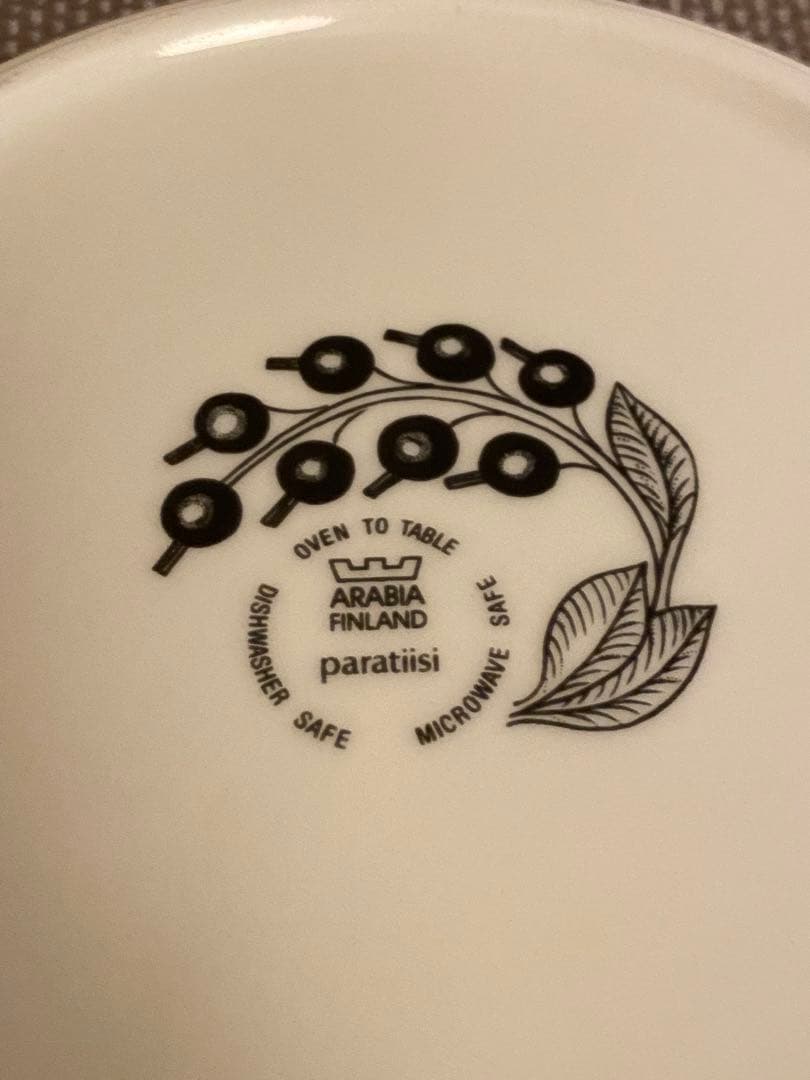 OVEN TO TABLE
ARABIA
FINLAND
paratiisi
DISHWASHER SAFE
MICROWAVE SAFE